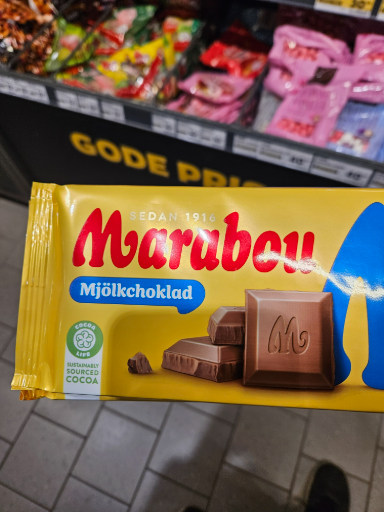 GODE PRIS
SEDAN 1916
Marabou
Mjölkchoklad
COCOA
LIFE
SUSTAINABLY
SOURCED
COCOA
M